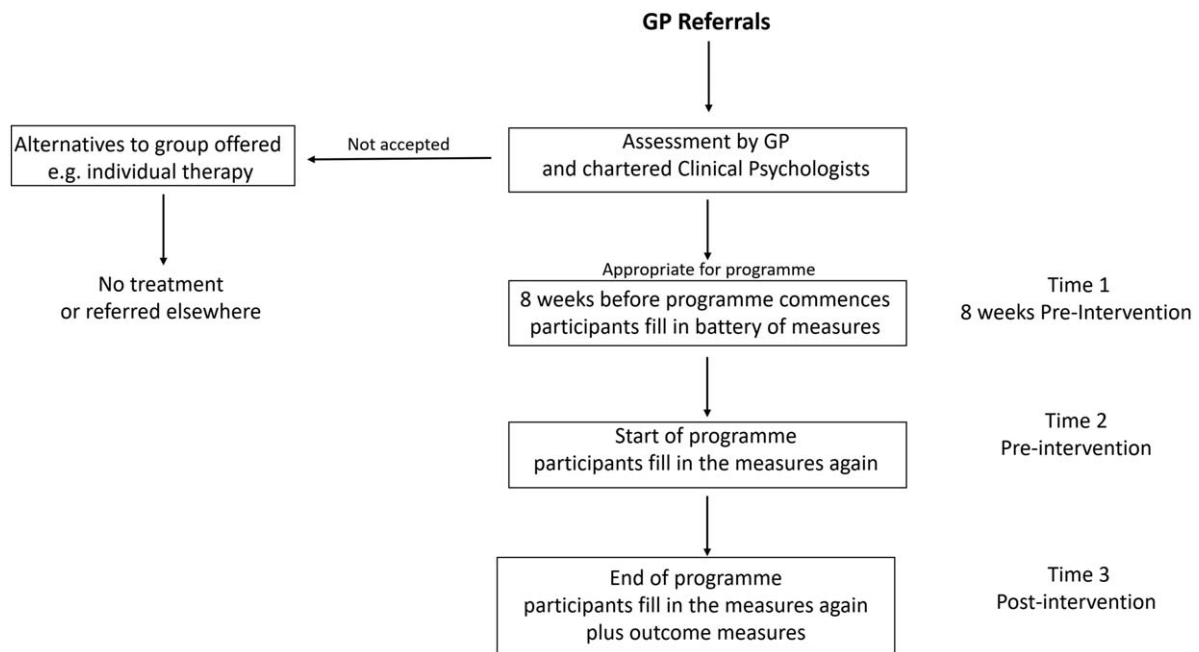 GP Referrals
Alternatives to group offered
e.g. individual therapy
Not accepted
Assessment by GP
and chartered Clinical Psychologists
No treatment
or referred elsewhere
Appropriate for programme
8 weeks before programme commences
participants fill in battery of measures
Time 1
8 weeks Pre-Intervention
Start of programme
participants fill in the measures again
Time 2
Pre-intervention
End of programme
participants fill in the measures again
plus outcome measures
Time 3
Post-intervention